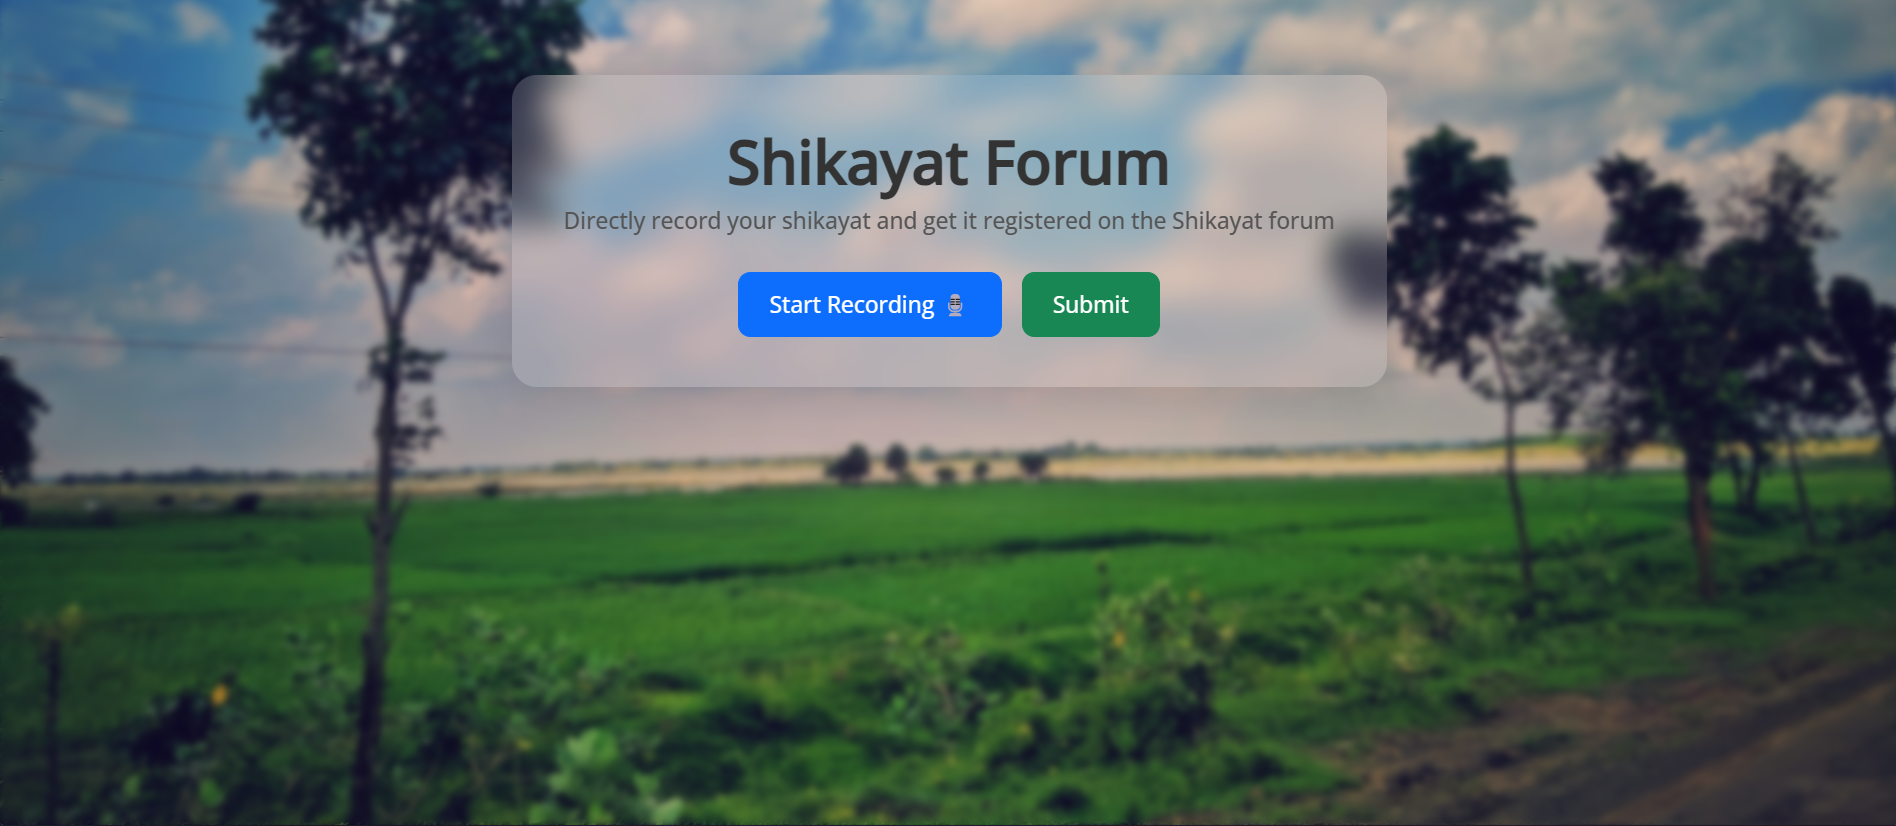 Shikayat Forum
Directly record your shikayat and get it registered on the Shikayat forum
Start Recording 🎙️ Submit